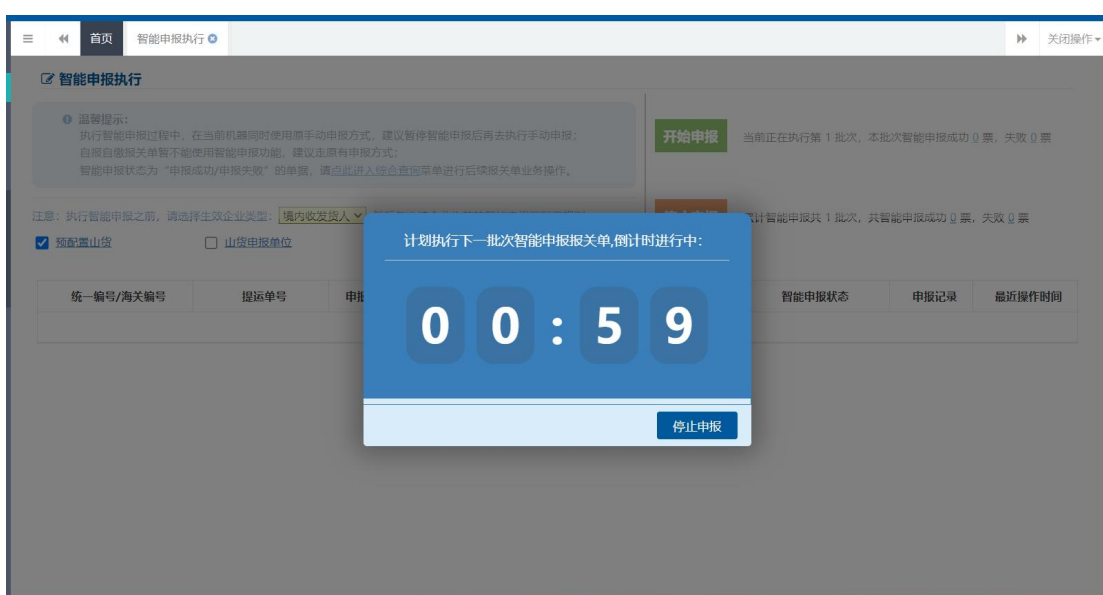 首页
智能申报执行
关闭操作
智能申报执行
温馨提示：
执行智能申报过程中，在当前机器同时使用原手动申报方式，建议暂停智能申报后再去执行手动申报；
自报自缴报关单暂不能使用智能申报功能，建议走原有申报方式；
智能申报状态为“申报成功/申报失败”的单据，请点此进入综合查询菜单进行后续报关单业务操作。
开始申报
当前正在执行第 1 批次，本批次智能申报成功 0 票，失败 0 票
注意：执行智能申报之前，请选择生效企业类型：境内收发货人
计智能申报共 1 批次，共智能申报成功 0 票，失败 0 票
预配置山货
山货申报单位
计划执行下一批次智能申报报关单,倒计时进行中:
统一编号/海关编号
提运单号
智能申报状态
申报记录
最近操作时间
00:59
停止申报